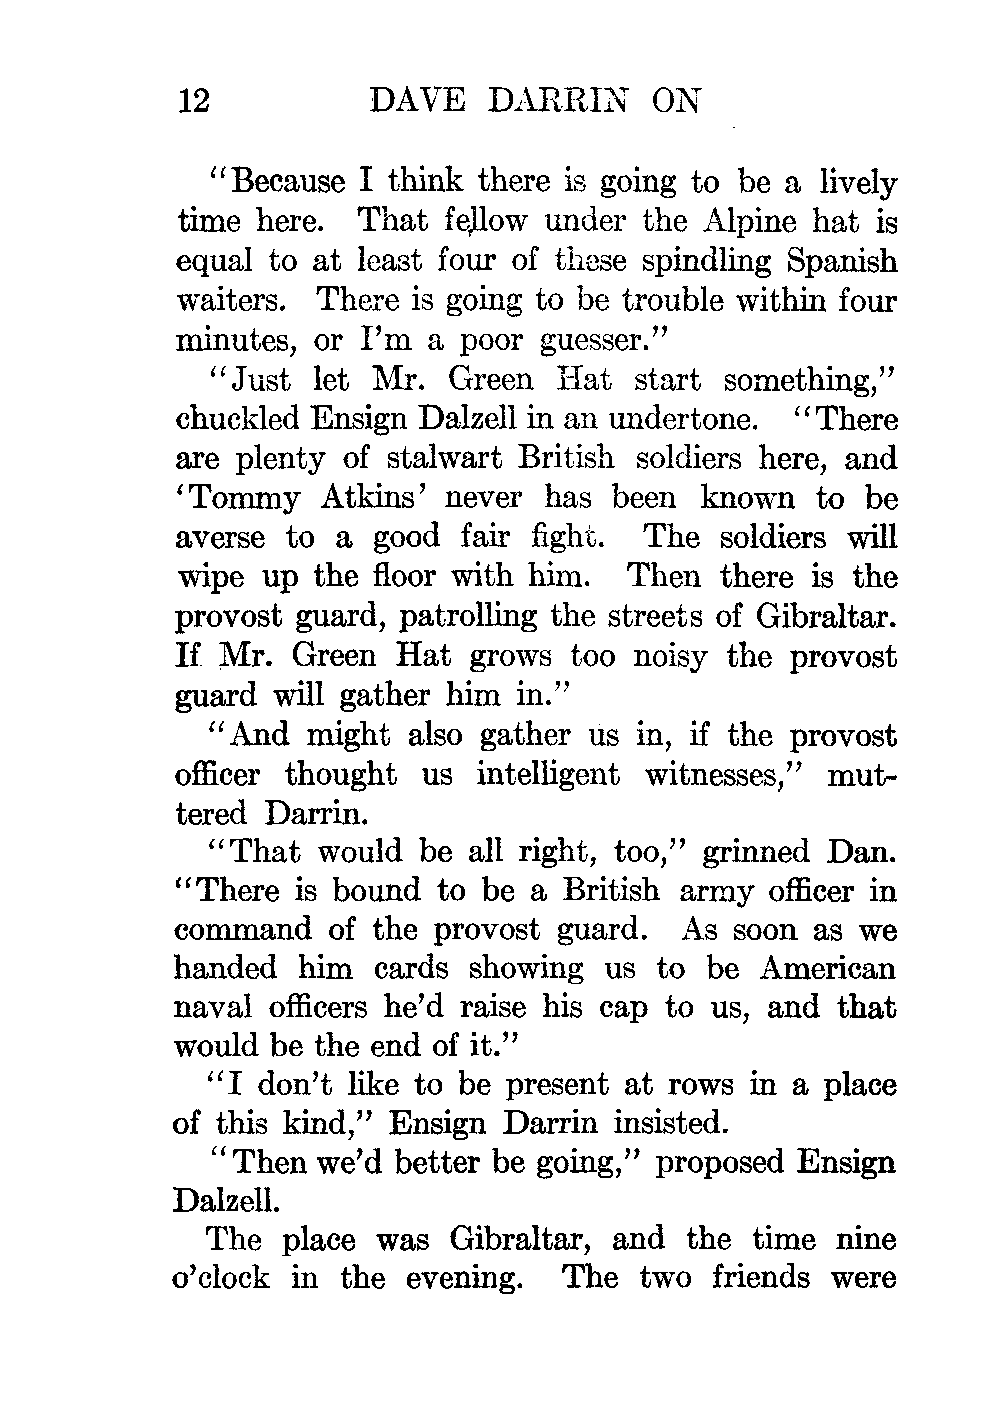 12 DAVE DARRIN ON
“Because I think there is going to be a lively
time here. That fellow under the Alpine hat is
equal to at least four of these spindling Spanish
waiters. There is going to be trouble within four
minutes, or I’m a poor guesser.”
“Just let Mr. Green Hat start something,”
chuckled Ensign Dalzell in an undertone. “There
are plenty of stalwart British soldiers here, and
‘Tommy Atkins’ never has been known to be
averse to a good fair fight. The soldiers will
wipe up the floor with him. Then there is the
provost guard, patrolling the streets of Gibraltar.
If Mr. Green Hat grows too noisy the provost
guard will gather him in.”
“And might also gather us in, if the provost
officer thought us intelligent witnesses,” mut-
tered Darrin.
“That would be all right, too,” grinned Dan.
“There is bound to be a British army officer in
command of the provost guard. As soon as we
handed him cards showing us to be American
naval officers he’d raise his cap to us, and that
would be the end of it.”
“I don’t like to be present at rows in a place
of this kind,” Ensign Darrin insisted.
“Then we’d better be going,” proposed Ensign
Dalzell.
The place was Gibraltar, and the time nine
o’clock in the evening. The two friends were